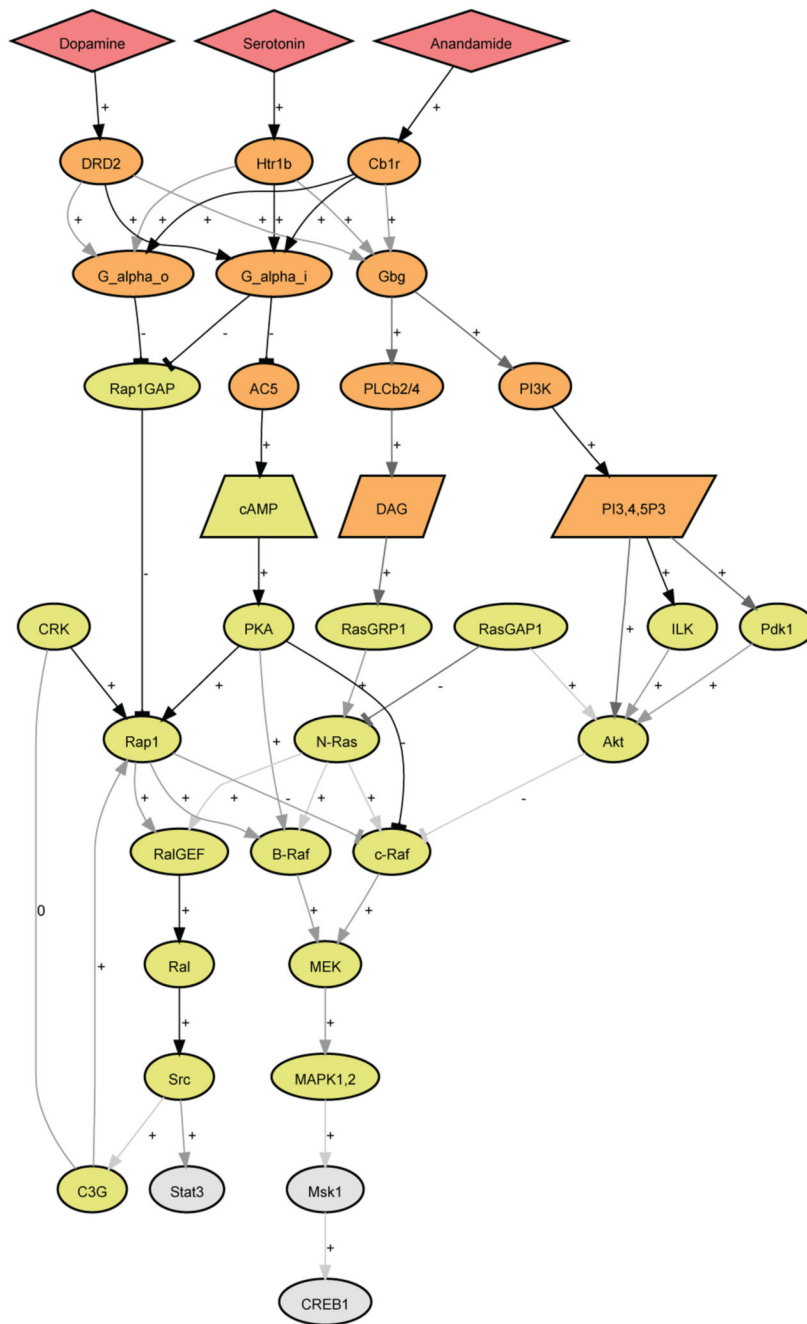 Dopamine Serotonin Anandamide
+ + +
DRD2 Htr1b Cb1r
+ + + + + + + + +
G_alpha_o G_alpha_i Gbg
- - - + +
Rap1GAP AC5 PLCb2/4 PI3K
+ + +
cAMP DAG PI3,4,5P3
- + + + + +
CRK PKA RasGRP1 RasGAP1 ILK Pdk1
+ + + - - + + + + -
Rap1 N-Ras Akt
+ + + - + + -
RalGEF B-Raf c-Raf
0 + + + +
Ral MEK
+ +
Src MAPK1,2
+ + +
C3G Stat3 Msk1
+
CREB1